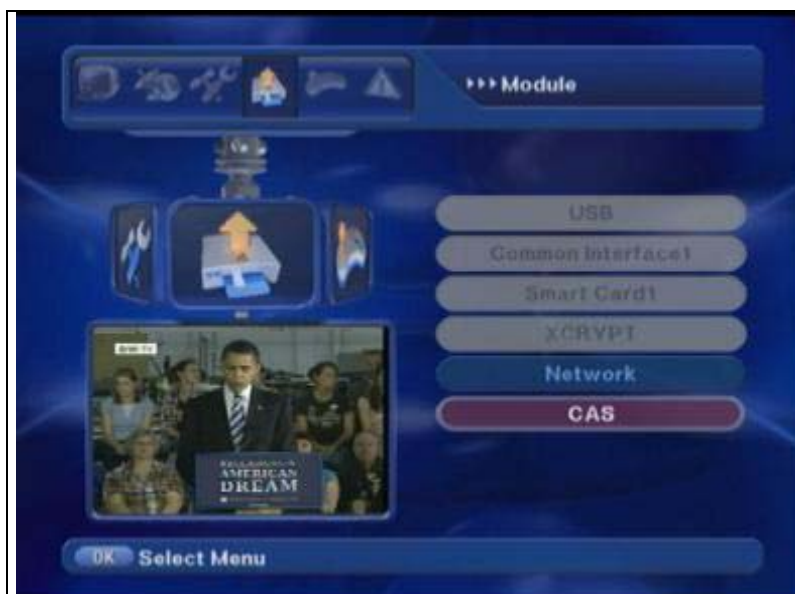 ▸▸▸ Module
USB
Common Interface1
Smart Card1
XCRYPT
Network
CAS
AMERICAN
DREAM
OK Select Menu